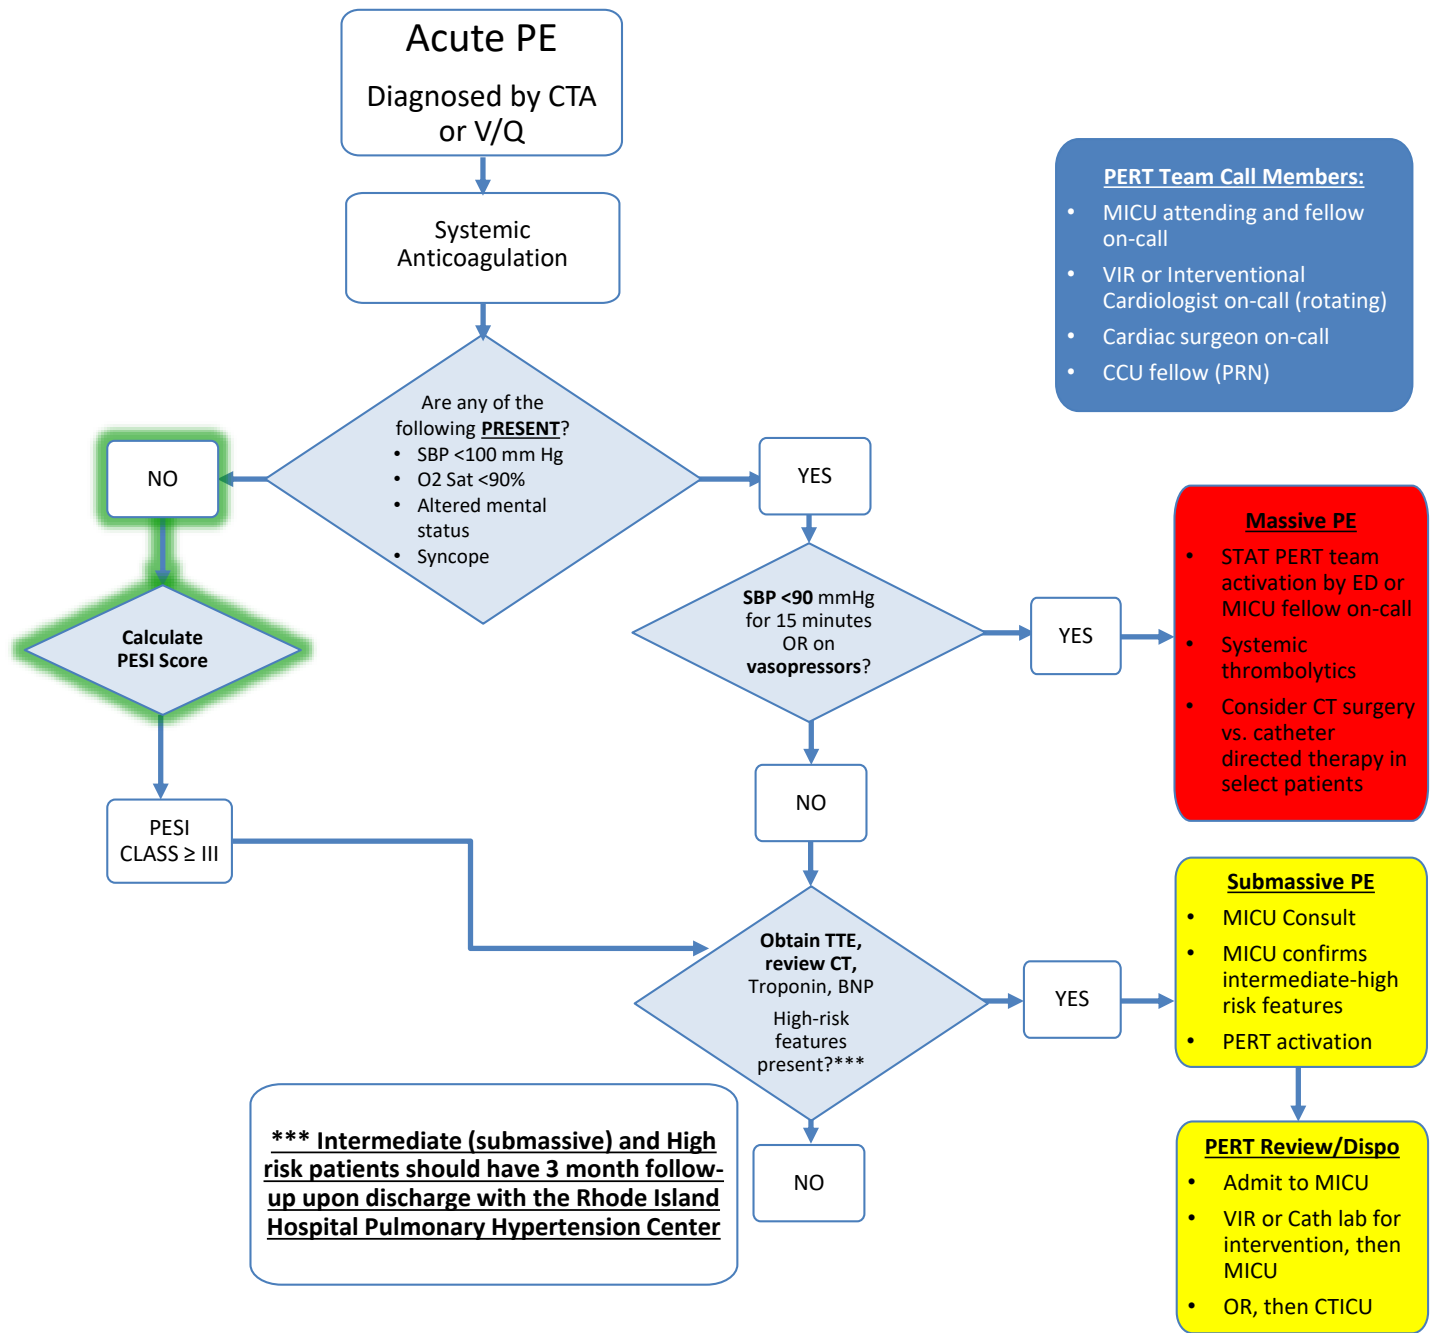 Acute PE
Diagnosed by CTA
or V/Q
Systemic
Anticoagulation
PERT Team Call Members:
• MICU attending and fellow
on-call
• VIR or Interventional
Cardiologist on-call (rotating)
• Cardiac surgeon on-call
• CCU fellow (PRN)
Are any of the
following PRESENT?
• SBP <100 mm Hg
• O2 Sat <90%
• Altered mental
status
• Syncope
NO
YES
Calculate
PESI Score
SBP <90 mmHg
for 15 minutes
OR on
vasopressors?
YES
Massive PE
• STAT PERT team
activation by ED or
MICU fellow on-call
• Systemic
thrombolytics
• Consider CT surgery
vs. catheter
directed therapy in
select patients
NO
PESI
CLASS ≥ III
Obtain TTE,
review CT,
Troponin, BNP
High-risk
features
present?***
YES
Submassive PE
• MICU Consult
• MICU confirms
intermediate-high
risk features
• PERT activation
NO
*** Intermediate (submassive) and High
risk patients should have 3 month follow-
up upon discharge with the Rhode Island
Hospital Pulmonary Hypertension Center
PERT Review/Dispo
• Admit to MICU
• VIR or Cath lab for
intervention, then
MICU
• OR, then CTICU